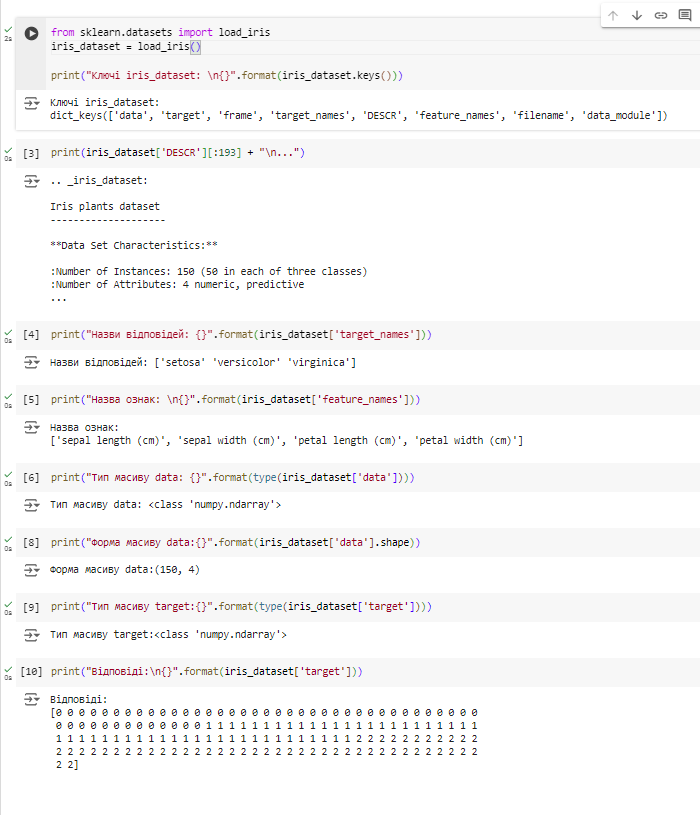 2s
from sklearn.datasets import load_iris
iris_dataset = load_iris()
print("Ключі iris_dataset: \n{}".format(iris_dataset.keys()))
Ключі iris_dataset:
dict_keys(['data', 'target', 'frame', 'target_names', 'DESCR', 'feature_names', 'filename', 'data_module'])
0s
[3] print(iris_dataset['DESCR'][:193] + "\n...")
.. _iris_dataset:
Iris plants dataset
--------------------
**Data Set Characteristics:**
:Number of Instances: 150 (50 in each of three classes)
:Number of Attributes: 4 numeric, predictive
...
0s
[4] print("Назви відповідей: {}".format(iris_dataset['target_names']))
Назви відповідей: ['setosa' 'versicolor' 'virginica']
0s
[5] print("Назва ознак: \n{}".format(iris_dataset['feature_names']))
Назва ознак:
['sepal length (cm)', 'sepal width (cm)', 'petal length (cm)', 'petal width (cm)']
0s
[6] print("Тип масиву data: {}".format(type(iris_dataset['data'])))
Тип масиву data: <class 'numpy.ndarray'>
0s
[8] print("Форма масиву data:{}".format(iris_dataset['data'].shape))
Форма масиву data:(150, 4)
0s
[9] print("Тип масиву target:{}".format(type(iris_dataset['target'])))
Тип масиву target:<class 'numpy.ndarray'>
0s
[10] print("Відповіді:\n{}".format(iris_dataset['target']))
Відповіді:
[0 0 0 0 0 0 0 0 0 0 0 0 0 0 0 0 0 0 0 0 0 0 0 0 0 0 0 0 0 0 0 0 0 0 0 0 0
0 0 0 0 0 0 0 0 0 0 0 0 0 1 1 1 1 1 1 1 1 1 1 1 1 1 1 1 1 1 1 1 1 1 1 1 1
1 1 1 1 1 1 1 1 1 1 1 1 1 1 1 1 1 1 1 1 1 1 1 1 1 1 2 2 2 2 2 2 2 2 2 2 2
2 2 2 2 2 2 2 2 2 2 2 2 2 2 2 2 2 2 2 2 2 2 2 2 2 2 2 2 2 2 2 2 2 2 2 2 2
2 2]